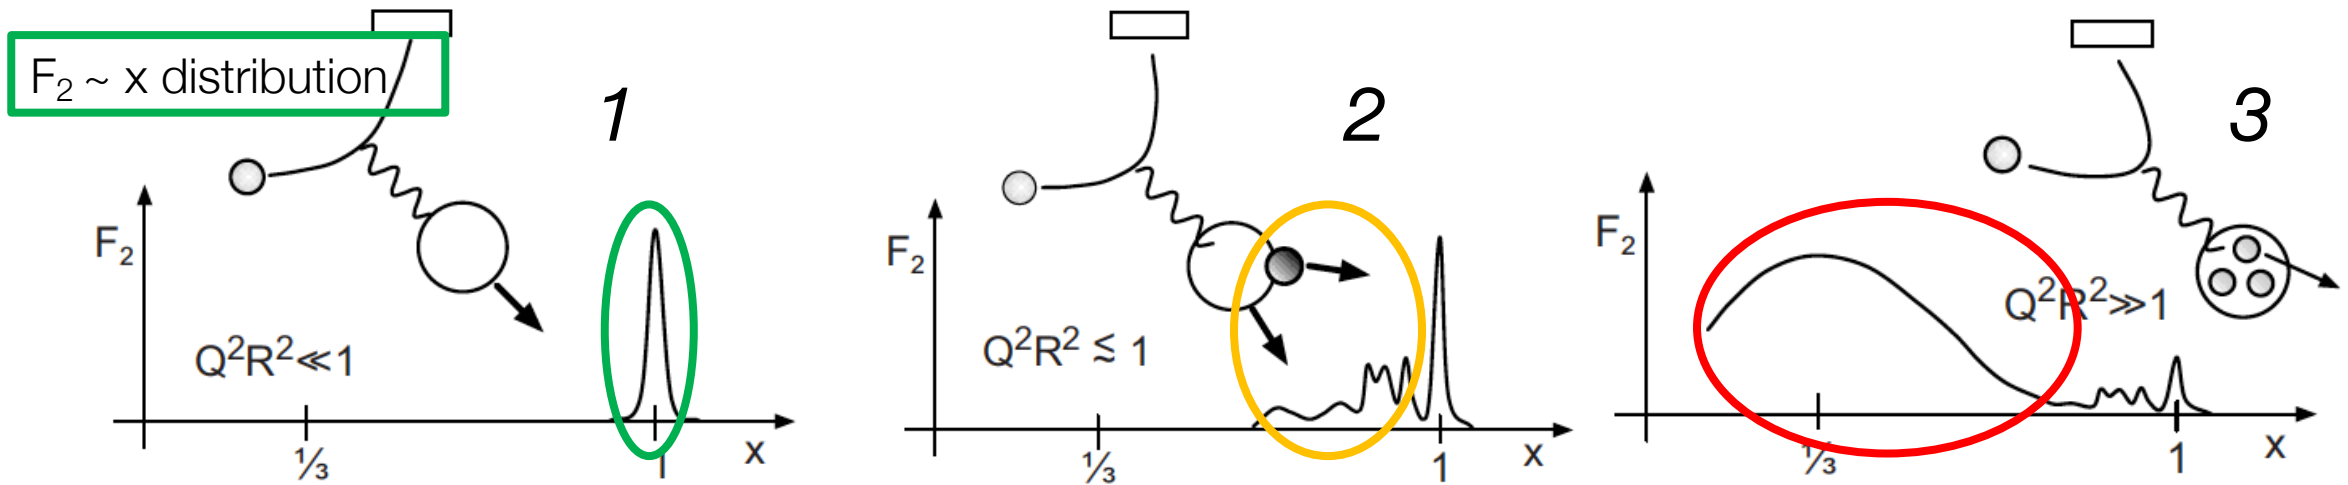 F₂ ~ x distribution
1
F₂
Q²R²≪1
⅓
1
x
2
F₂
Q²R² ≲ 1
⅓
1
x
3
F₂
Q²R²≫1
⅓
1
x